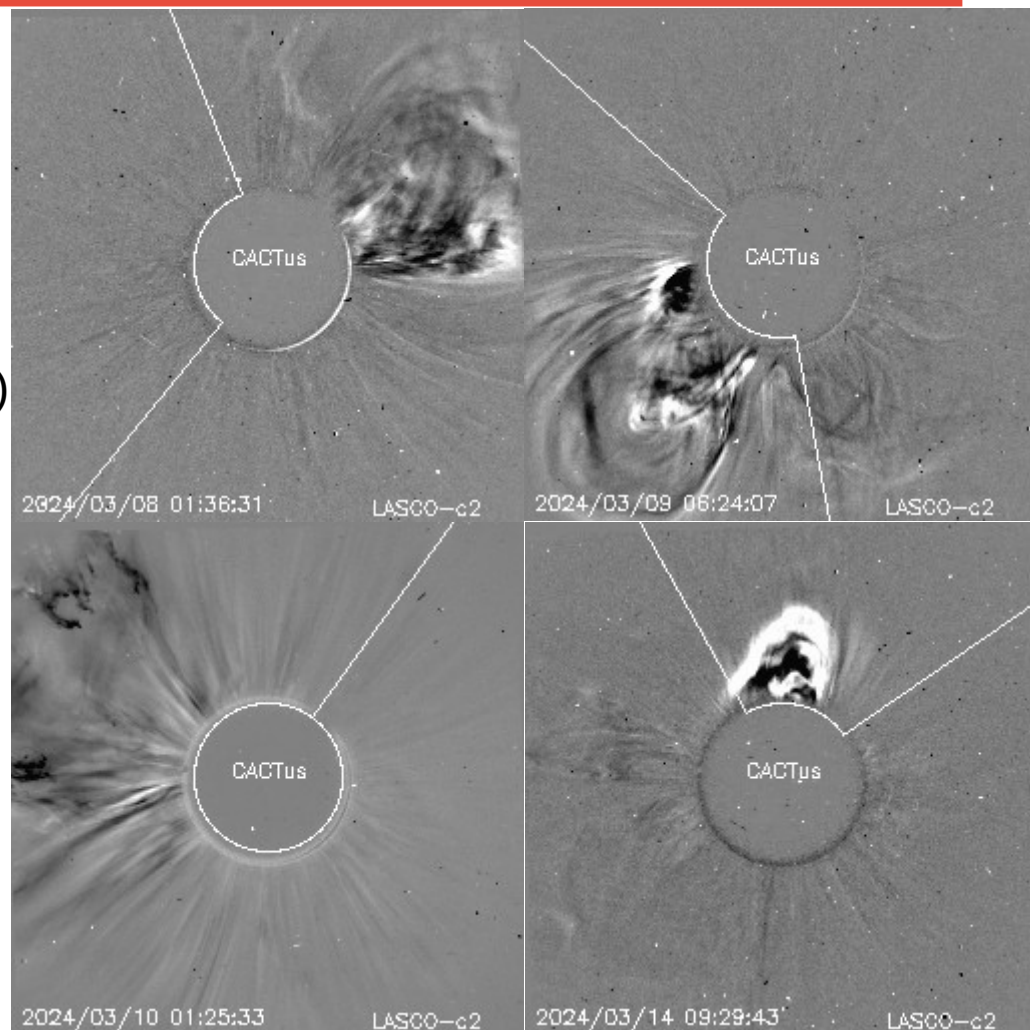 CACTus
2024/03/08 01:36:31 LASCO-c2
CACTus
2024/03/09 06:24:07 LASCO-c2
)
CACTus
2024/03/10 01:25:33 LASCO-c2
CACTus
2024/03/14 09:29:43 LASCO-c2